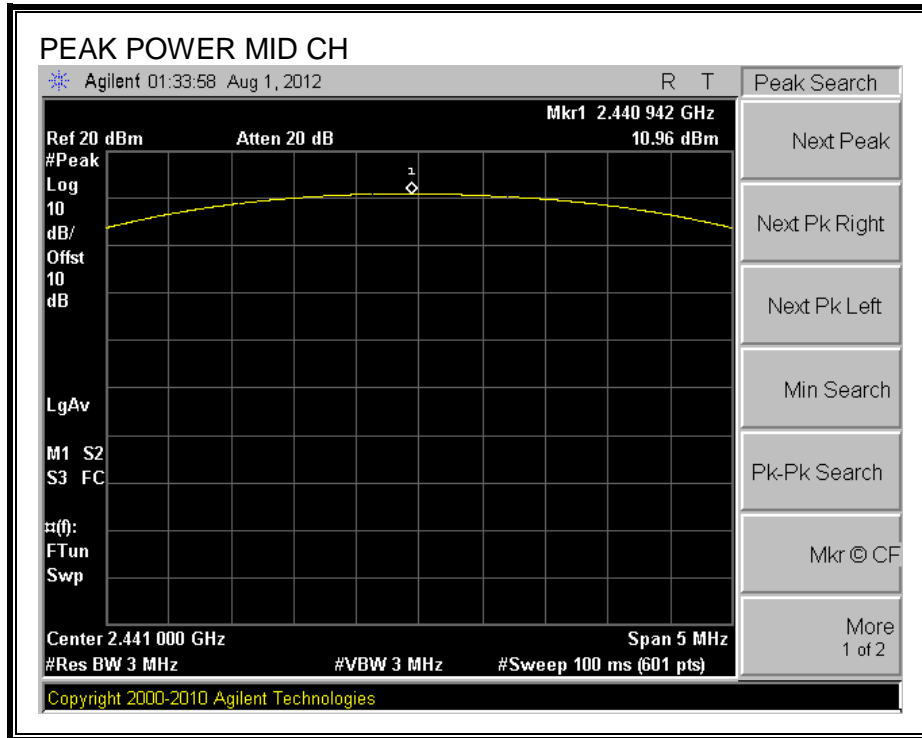 PEAK POWER MID CH
Agilent 01:33:58 Aug 1, 2012 R T
Peak Search
Mkr1 2.440 942 GHz
Ref 20 dBm Atten 20 dB 10.96 dBm
#Peak
Log
10
dB/
Offst
10
dB
1
LgAv
M1 S2
S3 FC
¤(f):
FTun
Swp
Center 2.441 000 GHz Span 5 MHz
#Res BW 3 MHz #VBW 3 MHz #Sweep 100 ms (601 pts)
Copyright 2000-2010 Agilent Technologies
Next Peak
Next Pk Right
Next Pk Left
Min Search
Pk-Pk Search
Mkr © CF
More
1 of 2